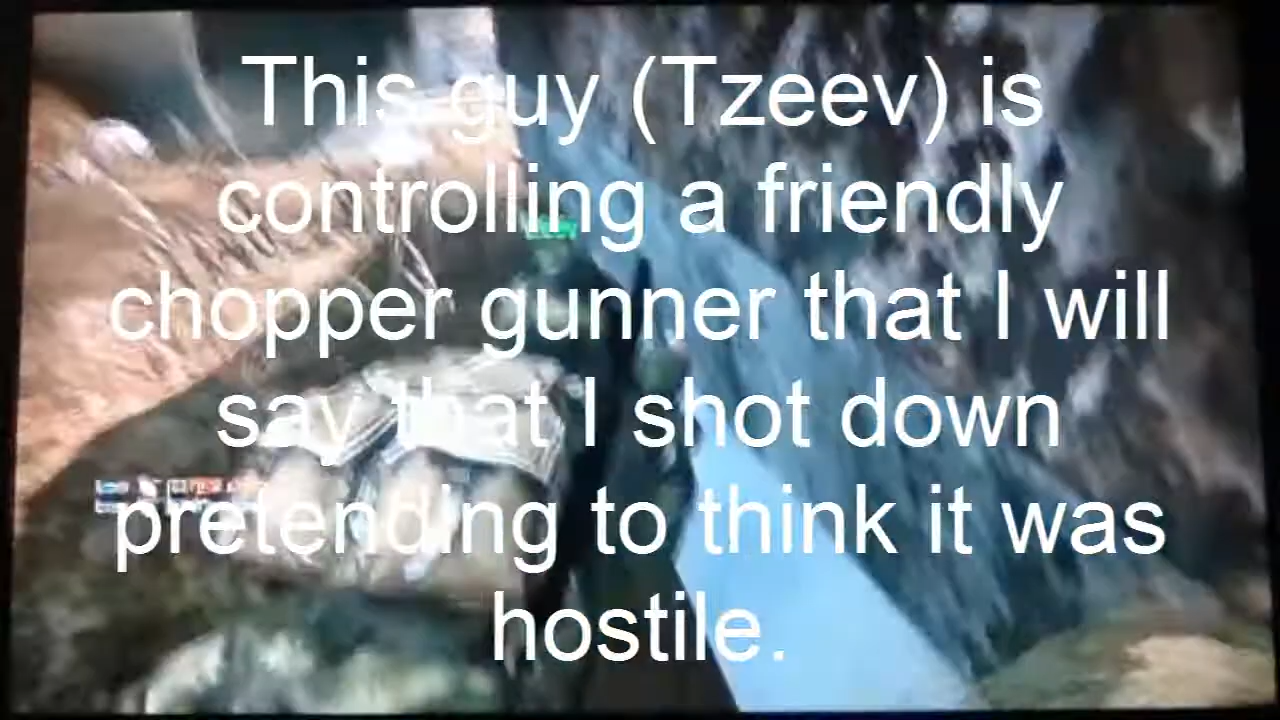 This guy (Tzeev) is
controlling a friendly
chopper gunner that I will
say that I shot down
pretending to think it was
hostile.